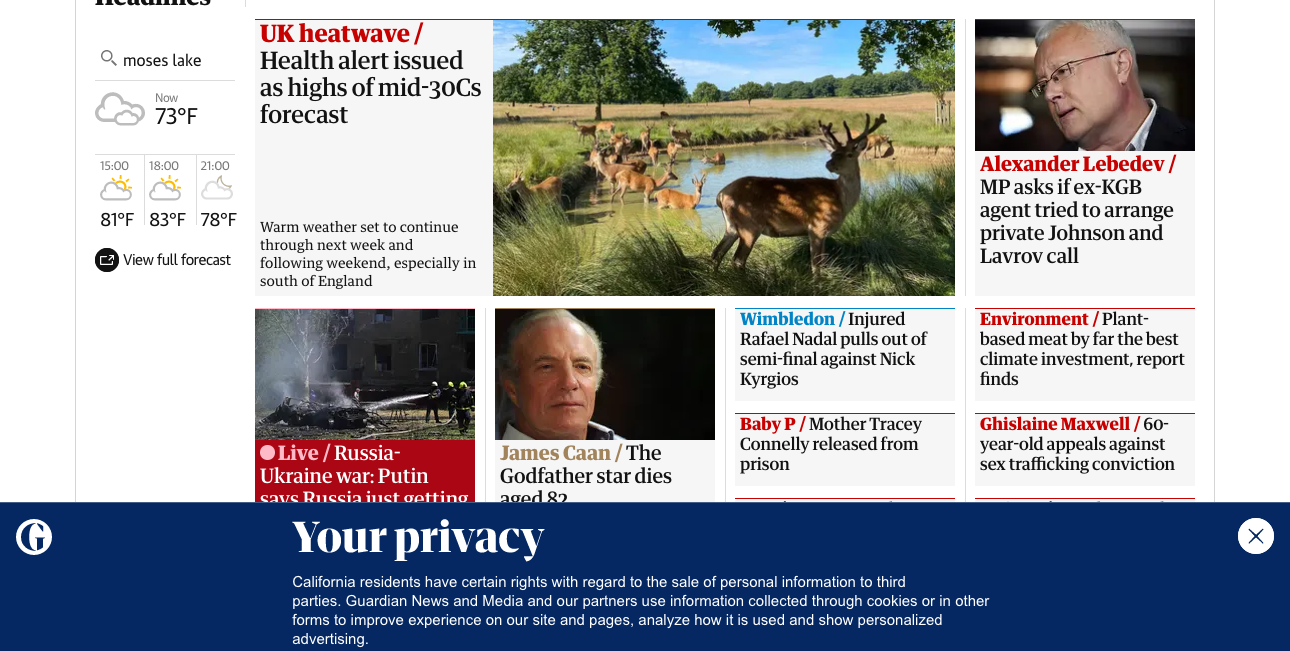 Headlines
moses lake
Now
73°F
15:00
18:00
21:00
81°F
83°F
78°F
View full forecast
UK heatwave /
Health alert issued
as highs of mid-30Cs
forecast
Warm weather set to continue
through next week and
following weekend, especially in
south of England
Alexander Lebedev /
MP asks if ex-KGB
agent tried to arrange
private Johnson and
Lavrov call
Live / Russia-
Ukraine war: Putin
says Russia just getting
James Caan / The
Godfather star dies
aged 82
Wimbledon / Injured
Rafael Nadal pulls out of
semi-final against Nick
Kyrgios
Baby P / Mother Tracey
Connelly released from
prison
Environment / Plant-
based meat by far the best
climate investment, report
finds
Ghislaine Maxwell / 60-
year-old appeals against
sex trafficking conviction
G
Your privacy
California residents have certain rights with regard to the sale of personal information to third
parties. Guardian News and Media and our partners use information collected through cookies or in other
forms to improve experience on our site and pages, analyze how it is used and show personalized
advertising.